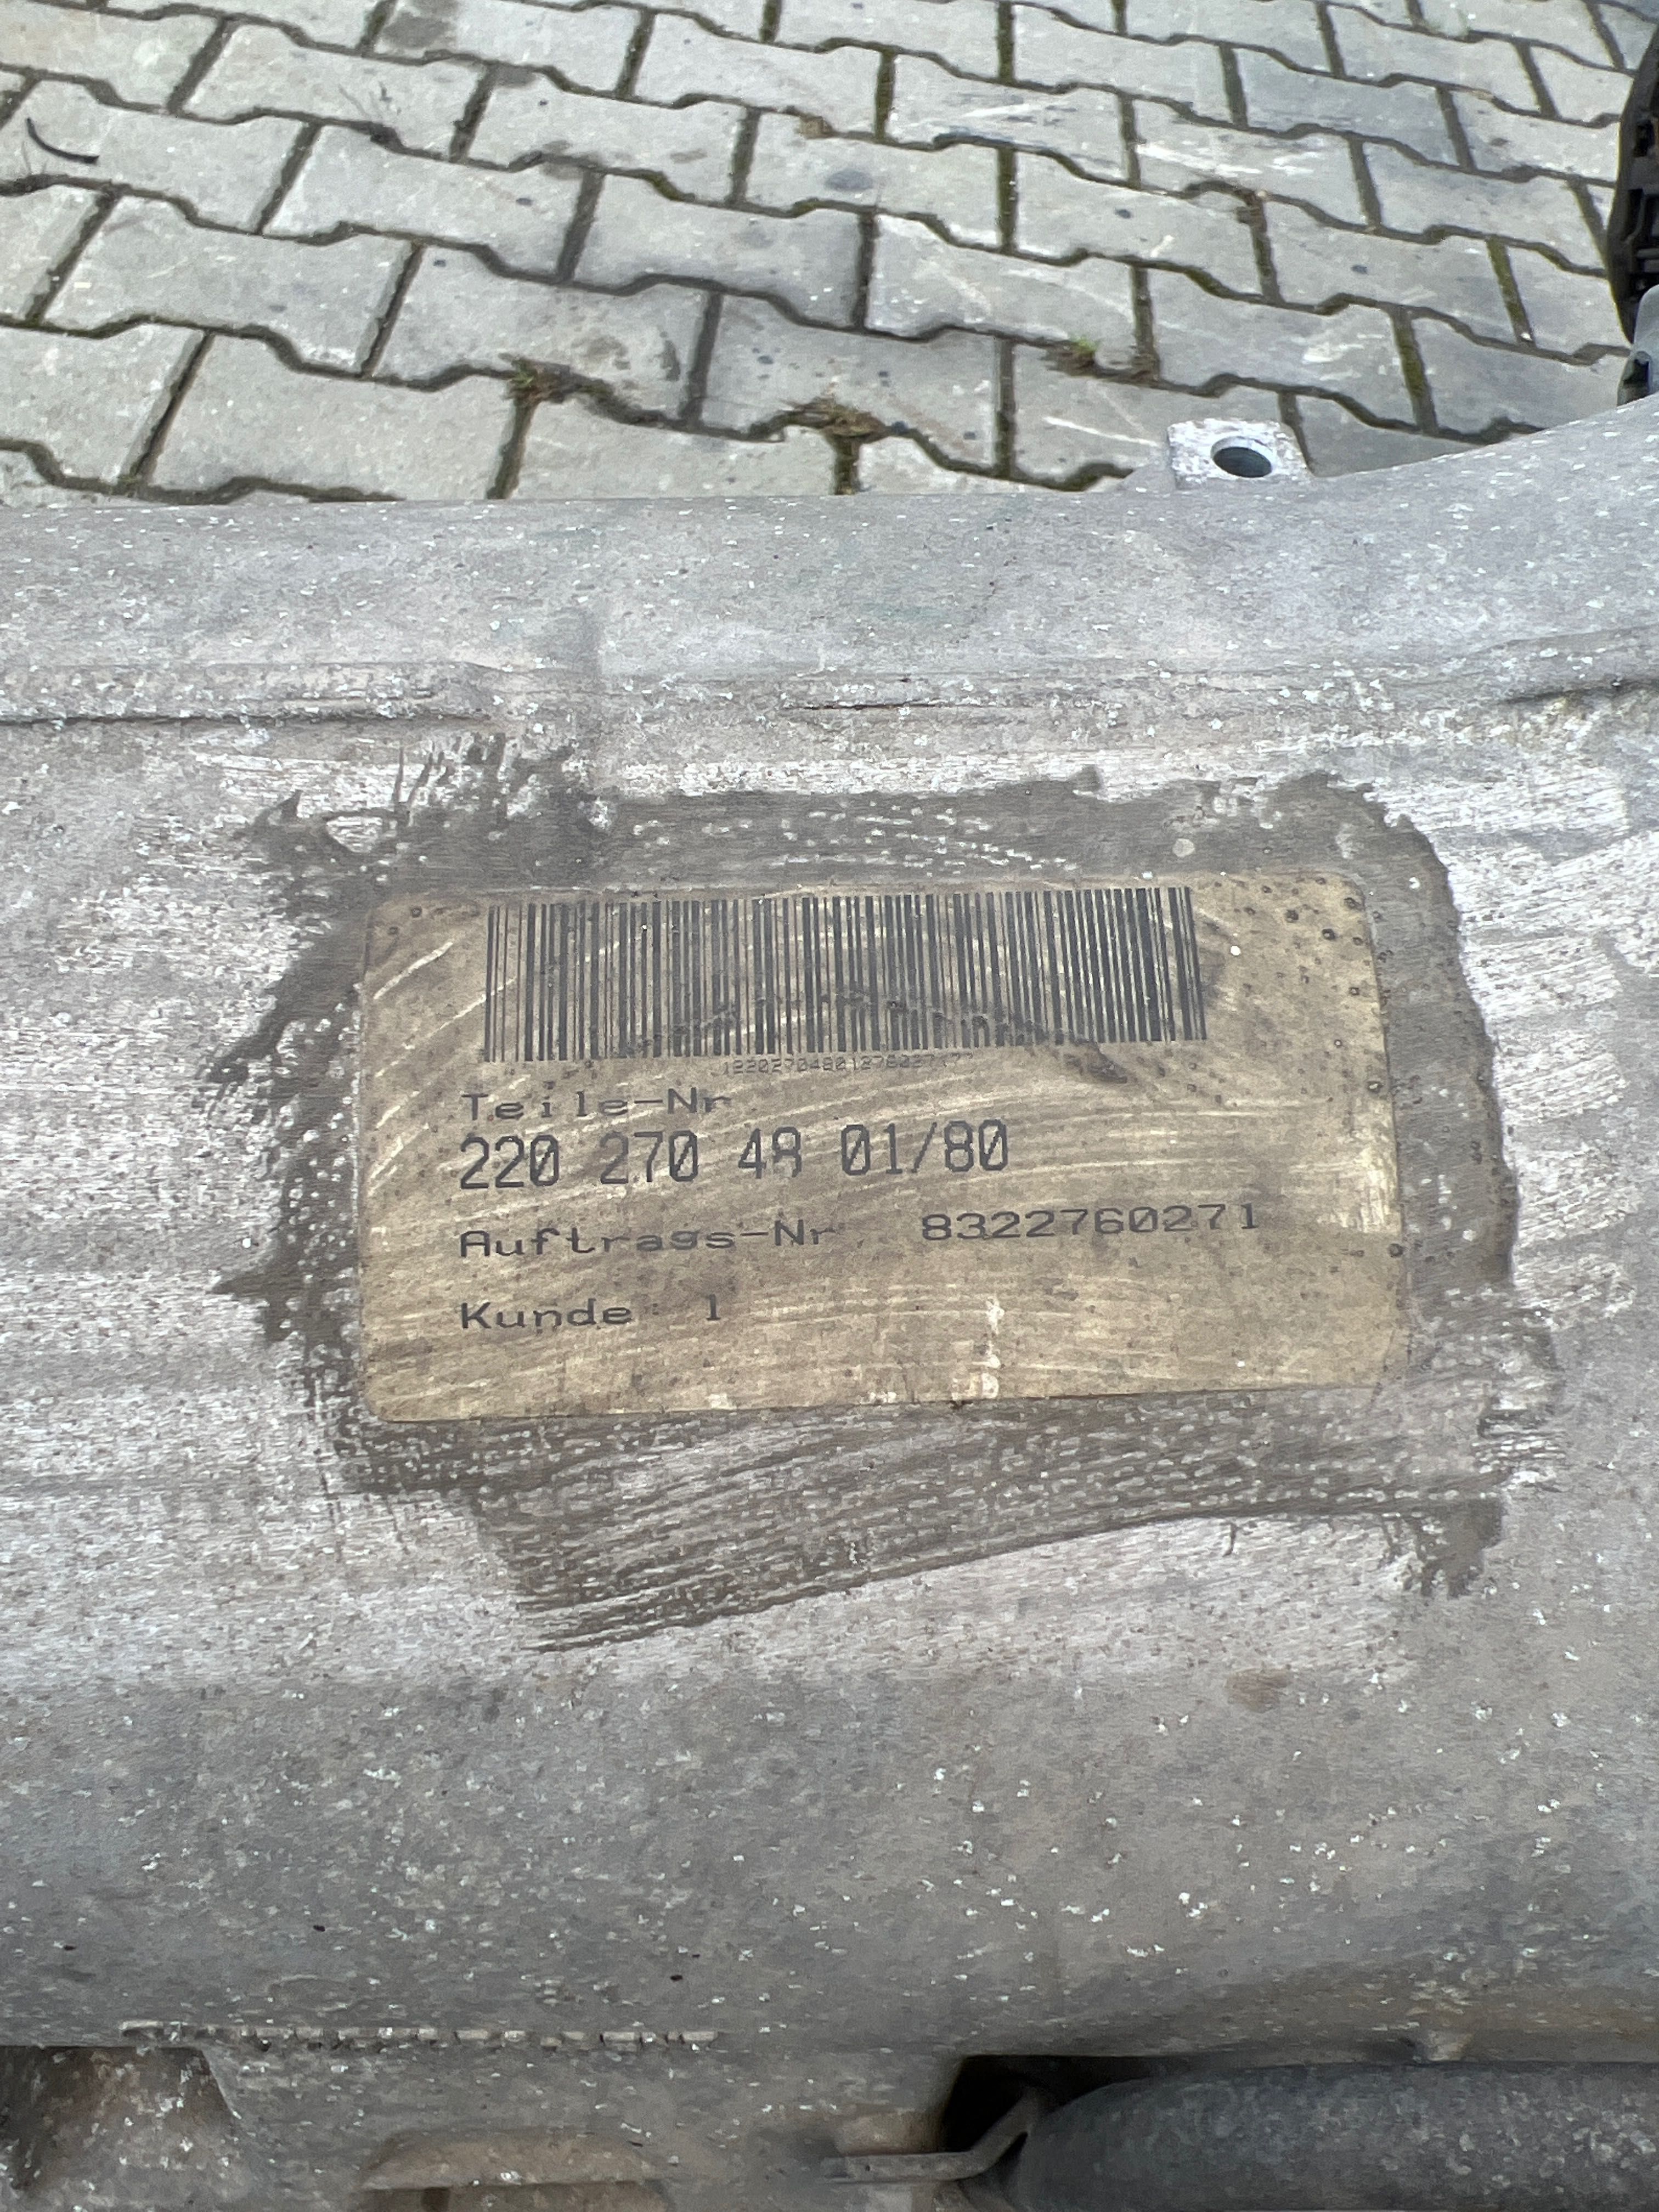 Teile-Nr
220 270 48 01/80
Auftrags-Nr. 8322760271
Kunde: 1